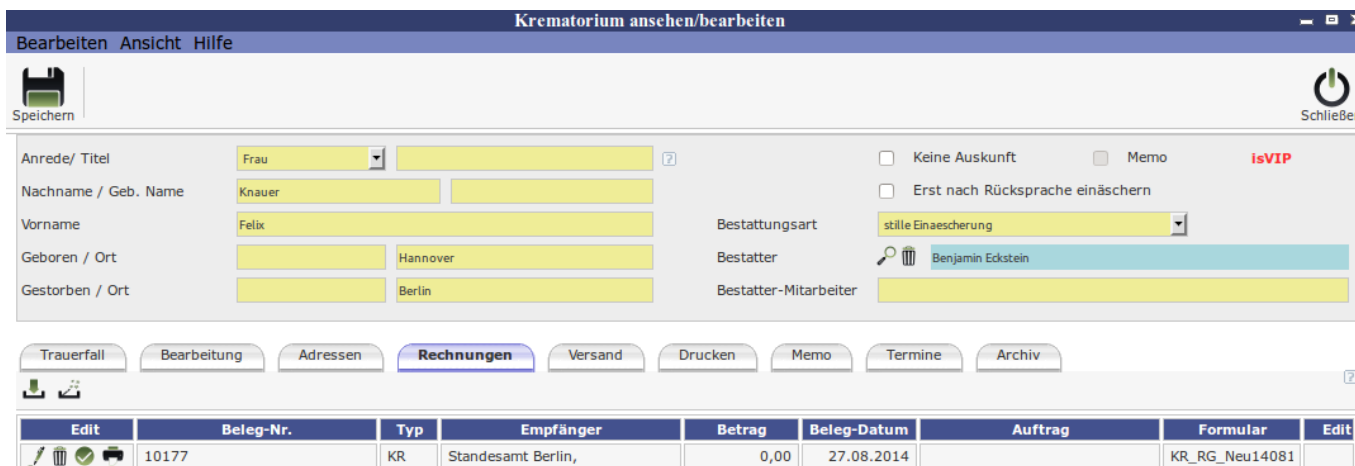 Krematorium ansehen/bearbeiten
Bearbeiten Ansicht Hilfe
Speichern
Anrede/ Titel Frau ? Keine Auskunft Memo isVIP
Nachname / Geb. Name Knauer Erst nach Rücksprache einäschern
Vorname Felix Bestattungsart stille Einaescherung
Geboren / Ort Hannover Bestatter Benjamin Eckstein
Gestorben / Ort Berlin Bestatter-Mitarbeiter
Trauerfall Bearbeitung Adressen Rechnungen Versand Drucken Memo Termine Archiv
?
Edit Beleg-Nr. Typ Empfänger Betrag Beleg-Datum Auftrag Formular Edit
10177 KR Standesamt Berlin, 0,00 27.08.2014 KR_RG_Neu14081